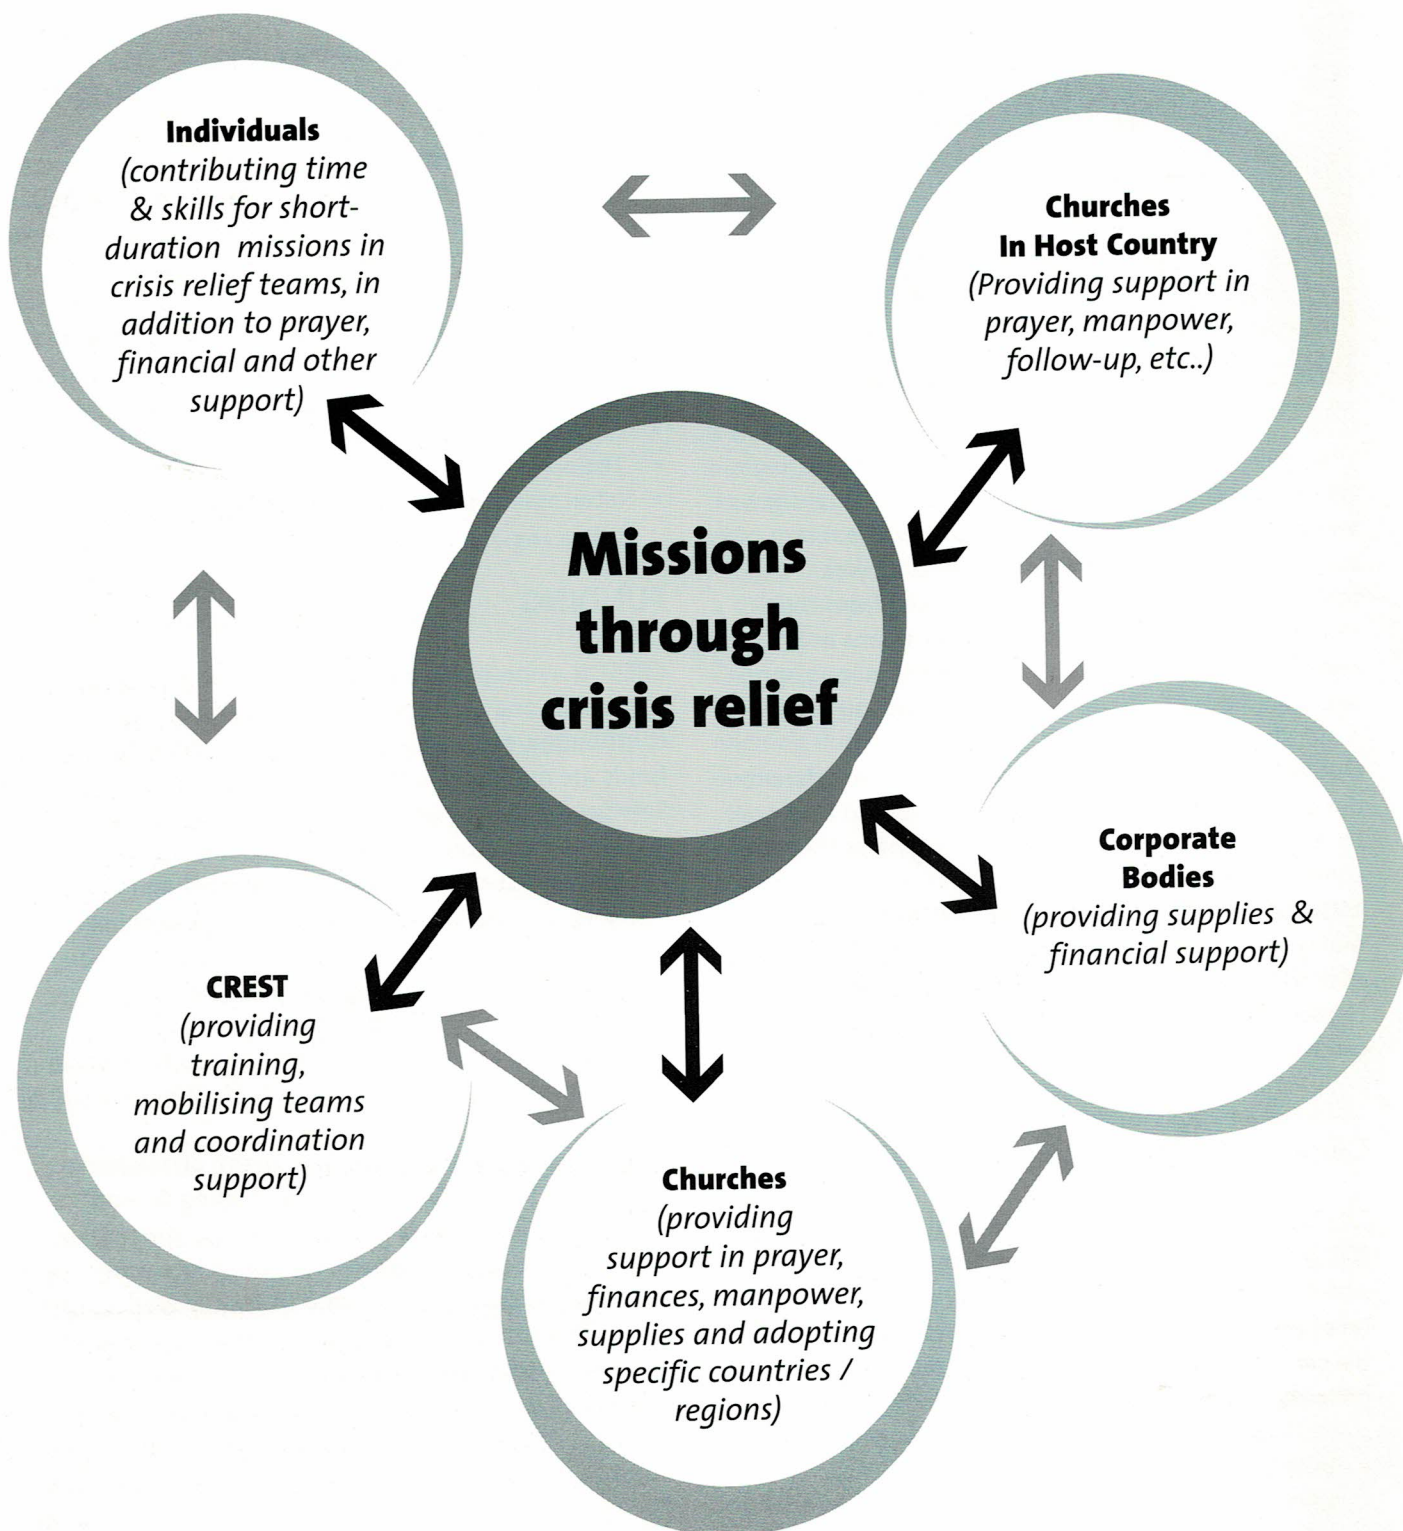 Individuals
(contributing time
& skills for short-
duration missions in
crisis relief teams, in
addition to prayer,
financial and other
support)
Churches
In Host Country
(Providing support in
prayer, manpower,
follow-up, etc..)
Missions
through
crisis relief
Corporate
Bodies
(providing supplies &
financial support)
CREST
(providing
training,
mobilising teams
and coordination
support)
Churches
(providing
support in prayer,
finances, manpower,
supplies and adopting
specific countries /
regions)